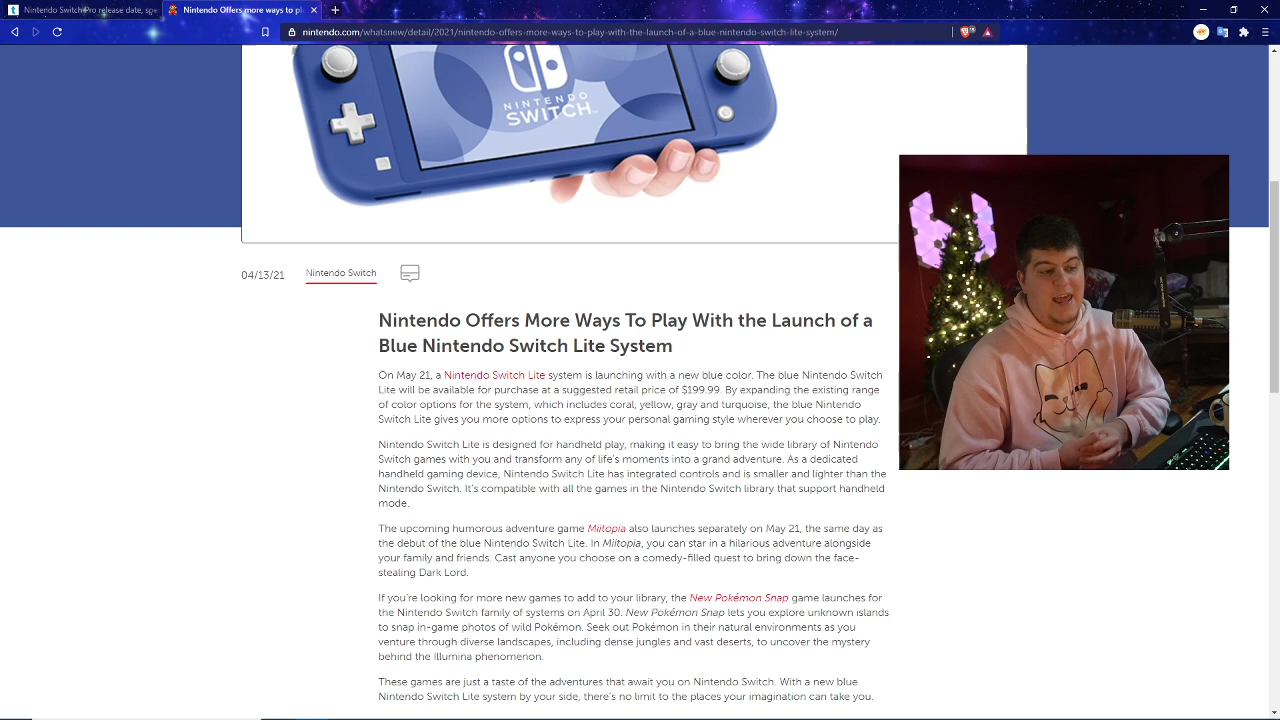 Nintendo Switch Pro release date, spe
Nintendo Offers more ways to pl
nintendo.com/whatsnew/detail/2021/nintendo-offers-more-ways-to-play-with-the-launch-of-a-blue-nintendo-switch-lite-system/
NINTENDO
SWITCH
04/13/21 Nintendo Switch
Nintendo Offers More Ways To Play With the Launch of a
Blue Nintendo Switch Lite System
On May 21, a Nintendo Switch Lite system is launching with a new blue color. The blue Nintendo Switch
Lite will be available for purchase at a suggested retail price of $199.99. By expanding the existing range
of color options for the system, which includes coral, yellow, gray and turquoise, the blue Nintendo
Switch Lite gives you more options to express your personal gaming style wherever you choose to play.
Nintendo Switch Lite is designed for handheld play, making it easy to bring the wide library of Nintendo
Switch games with you and transform any of life's moments into a grand adventure. As a dedicated
handheld gaming device, Nintendo Switch Lite has integrated controls and is smaller and lighter than the
Nintendo Switch. It's compatible with all the games in the Nintendo Switch library that support handheld
mode.
The upcoming humorous adventure game Miitopia also launches separately on May 21, the same day as
the debut of the blue Nintendo Switch Lite. In Miitopia, you can star in a hilarious adventure alongside
your family and friends. Cast anyone you choose on a comedy-filled quest to bring down the face-
stealing Dark Lord.
If you're looking for more new games to add to your library, the New Pokémon Snap game launches for
the Nintendo Switch family of systems on April 30. New Pokémon Snap lets you explore unknown islands
to snap in-game photos of wild Pokémon. Seek out Pokémon in their natural environments as you
venture through diverse landscapes, including dense jungles and vast deserts, to uncover the mystery
behind the Illumina phenomenon.
These games are just a taste of the adventures that await you on Nintendo Switch. With a new blue
Nintendo Switch Lite system by your side, there's no limit to the places your imagination can take you.